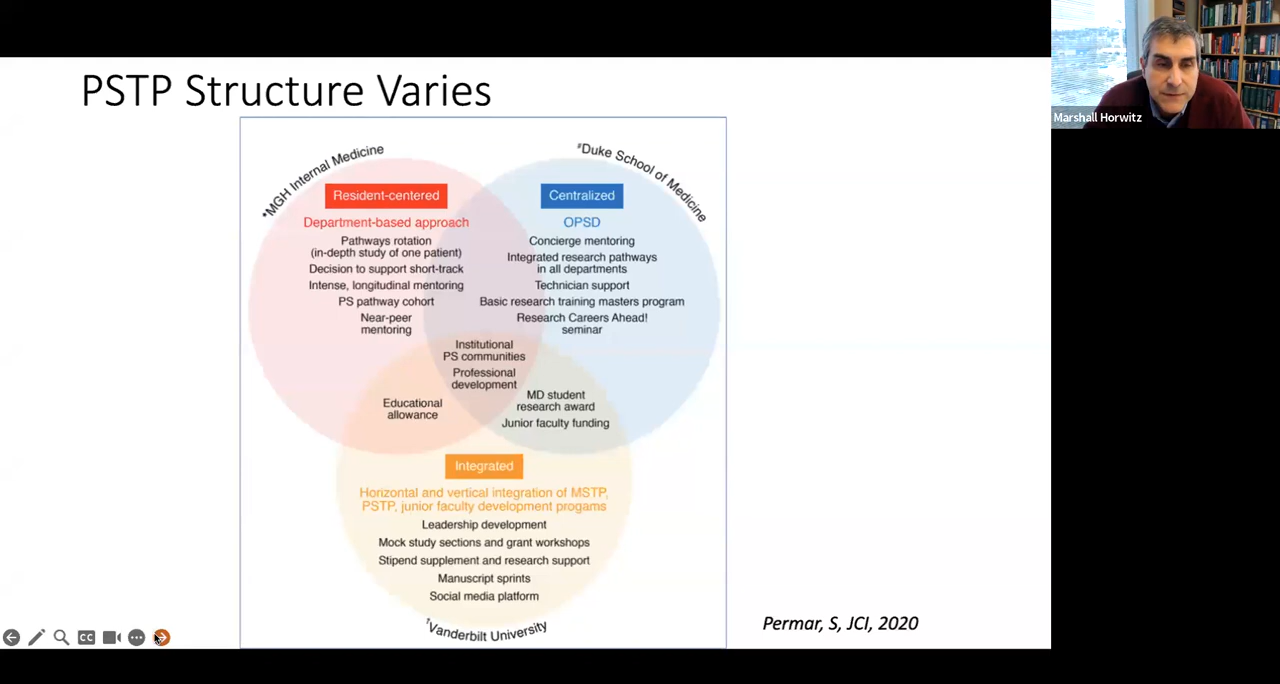 PSTP Structure Varies
Marshall Horwitz
*MGH Internal Medicine
Resident-centered
Department-based approach
Pathways rotation
(in-depth study of one patient)
Decision to support short-track
Intense, longitudinal mentoring
PS pathway cohort
Near-peer
mentoring
#Duke School of Medicine
Centralized
OPSD
Concierge mentoring
Integrated research pathways
in all departments
Technician support
Basic research training masters program
Research Careers Ahead!
seminar
Institutional
PS communities
Professional
development
Educational
allowance
MD student
research award
Junior faculty funding
Integrated
Horizontal and vertical integration of MSTP,
PSTP, junior faculty development progams
Leadership development
Mock study sections and grant workshops
Stipend supplement and research support
Manuscript sprints
Social media platform
†Vanderbilt University
Permar, S, JCI, 2020
CC